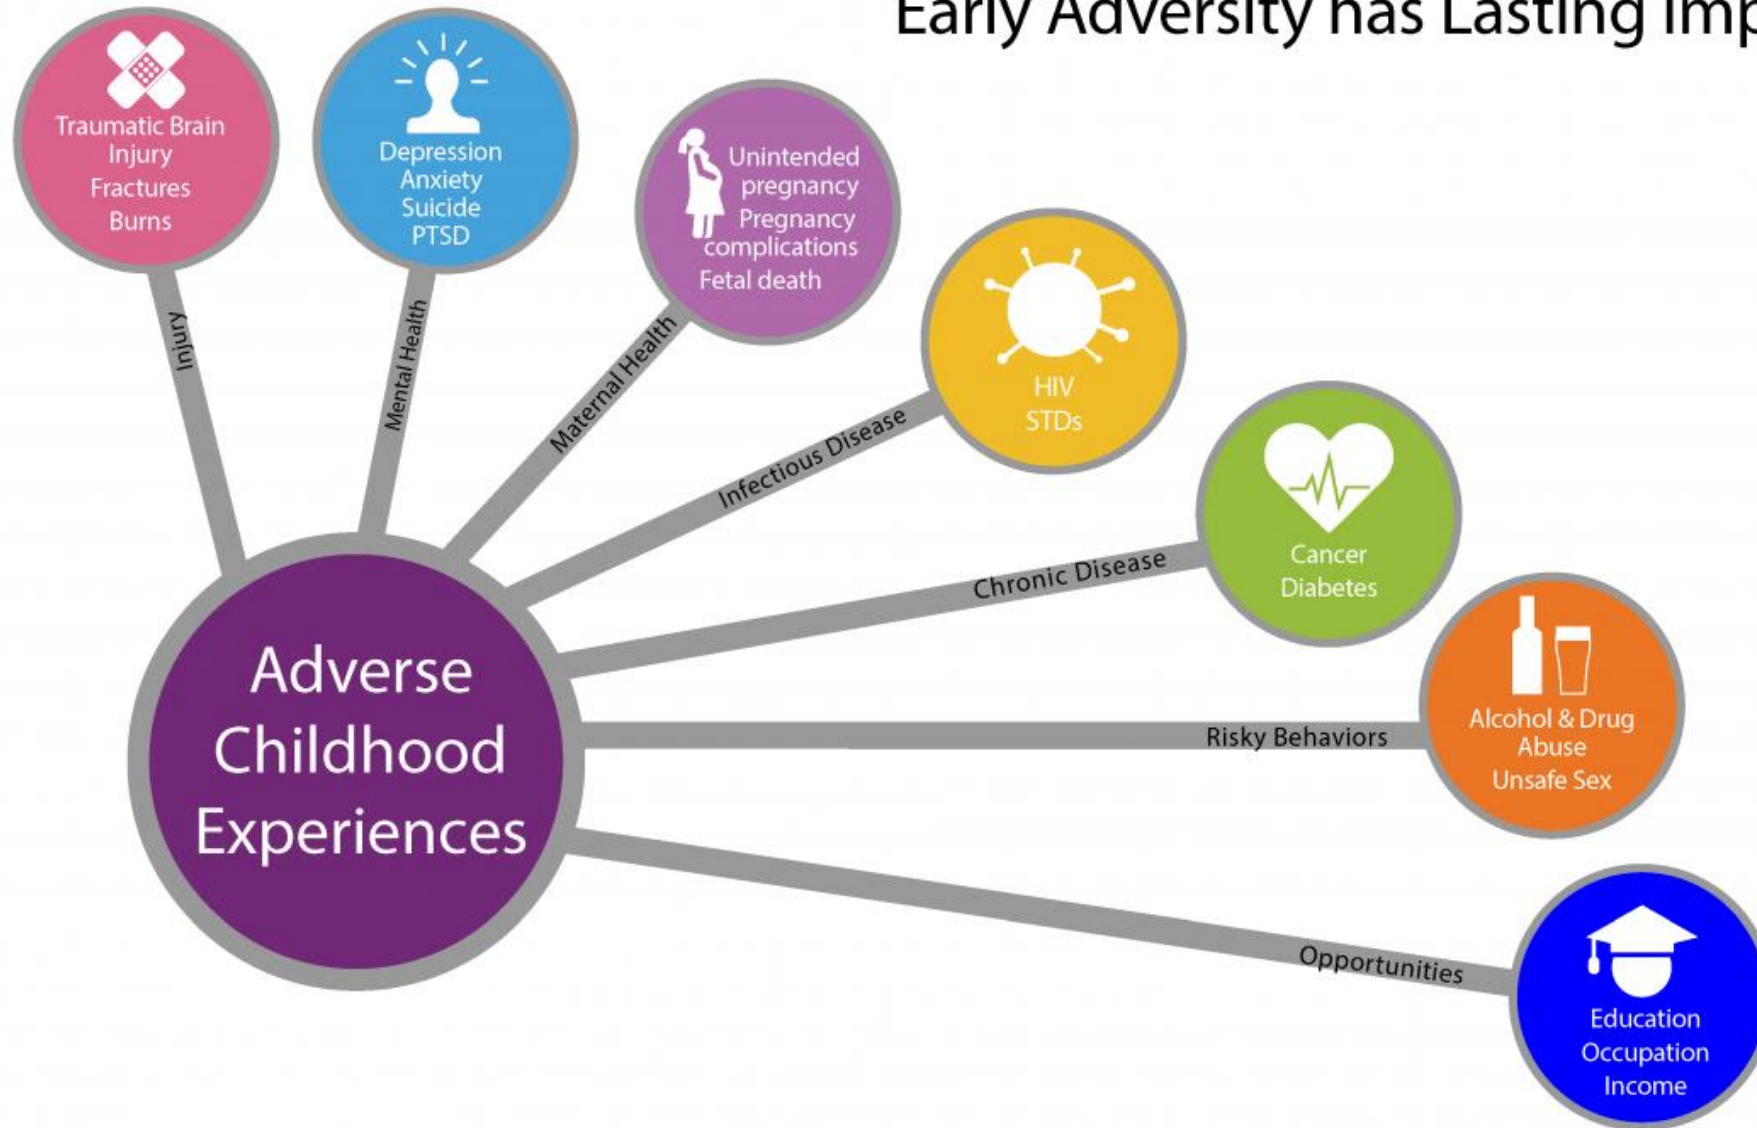 Early Adversity has Lasting Imp
Traumatic Brain
Injury
Fractures
Burns
Injury
Depression
Anxiety
Suicide
PTSD
Mental Health
Unintended
pregnancy
Pregnancy
complications
Fetal death
Maternal Health
HIV
STDs
Infectious Disease
Cancer
Diabetes
Chronic Disease
Alcohol & Drug
Abuse
Unsafe Sex
Risky Behaviors
Education
Occupation
Income
Opportunities
Adverse
Childhood
Experiences